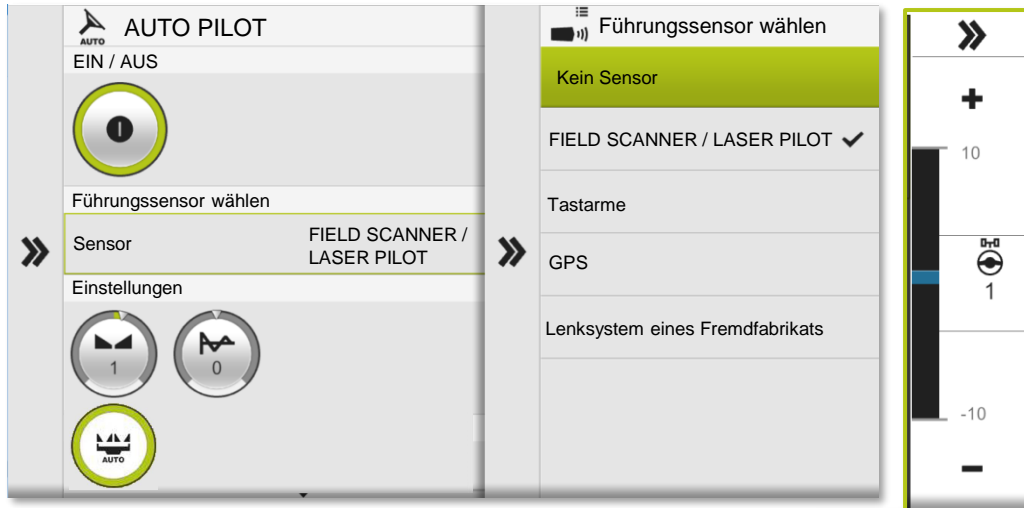 AUTO
AUTO PILOT
EIN / AUS
Führungssensor wählen
Sensor
FIELD SCANNER /
LASER PILOT
Einstellungen
1
0
AUTO
Führungssensor wählen
Kein Sensor
FIELD SCANNER / LASER PILOT
Tastarme
GPS
Lenksystem eines Fremdfabrikats
+
10
1
-10
-